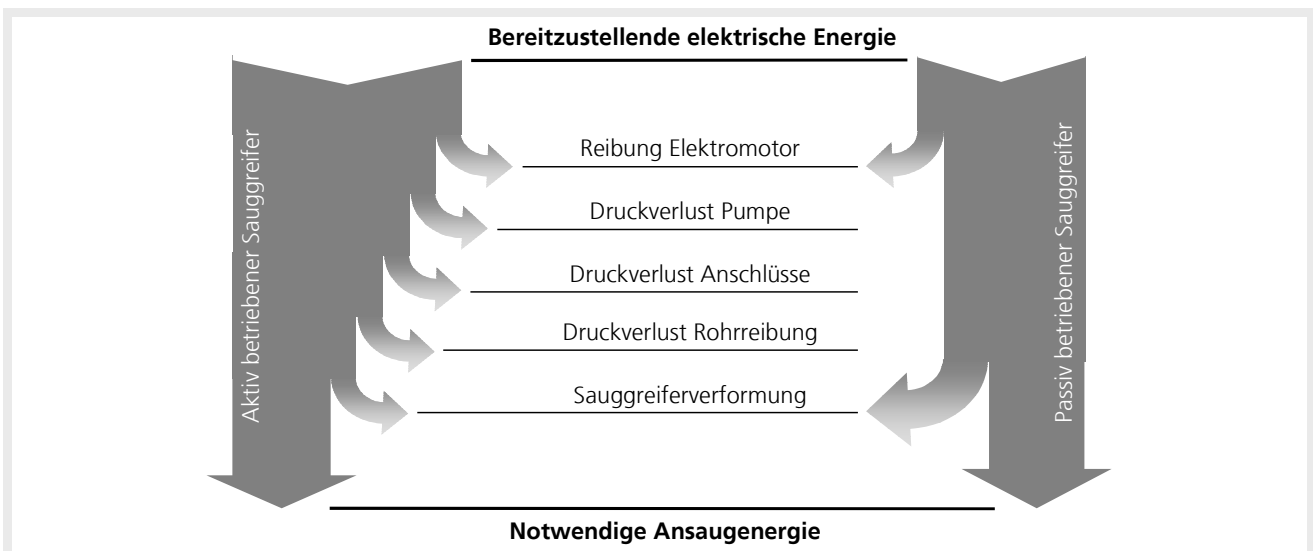 Bereitzustellende elektrische Energie
Aktiv betriebener Sauggreifer
Reibung Elektromotor
Druckverlust Pumpe
Druckverlust Anschlüsse
Druckverlust Rohrreibung
Sauggreiferverformung
Passiv betriebener Sauggreifer
Notwendige Ansaugenergie